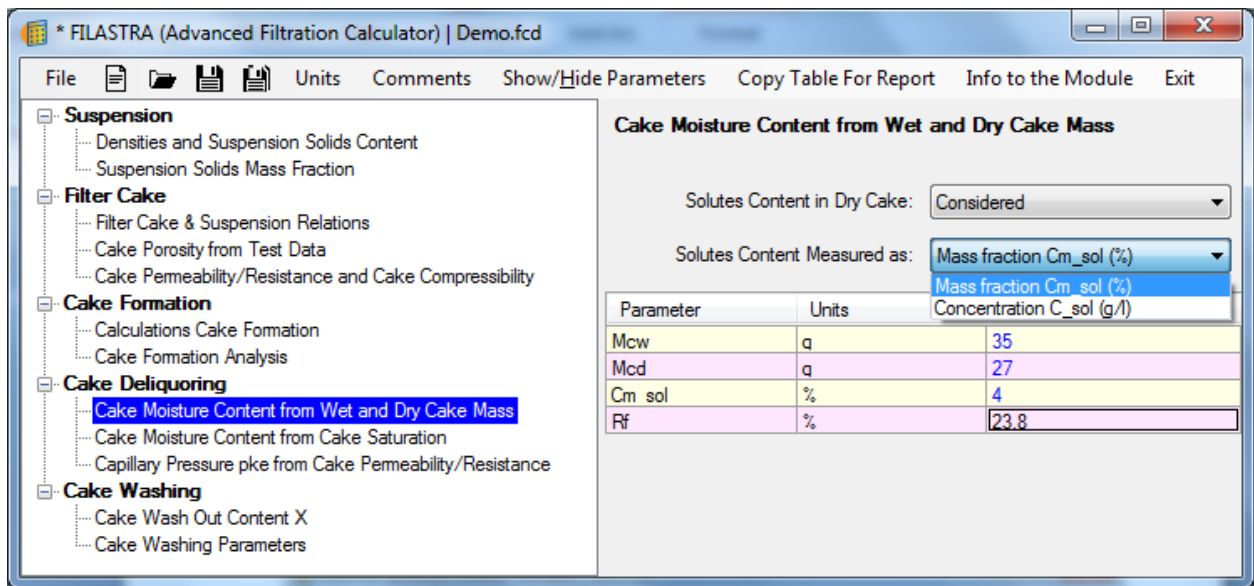 * FILASTRA (Advanced Filtration Calculator) | Demo.fcd
File Units Comments Show/Hide Parameters Copy Table For Report Info to the Module Exit
Suspension
Densities and Suspension Solids Content
Suspension Solids Mass Fraction
Filter Cake
Filter Cake & Suspension Relations
Cake Porosity from Test Data
Cake Permeability/Resistance and Cake Compressibility
Cake Formation
Calculations Cake Formation
Cake Formation Analysis
Cake Deliquoring
Cake Moisture Content from Wet and Dry Cake Mass
Cake Moisture Content from Cake Saturation
Capillary Pressure pke from Cake Permeability/Resistance
Cake Washing
Cake Wash Out Content X
Cake Washing Parameters
Cake Moisture Content from Wet and Dry Cake Mass
Solutes Content in Dry Cake: Considered
Solutes Content Measured as: Mass fraction Cm_sol (%)
Mass fraction Cm_sol (%)
Concentration C_sol (g/l)
Parameter Units
Mcw g 35
Mcd g 27
Cm_sol % 4
Rf % 23.8